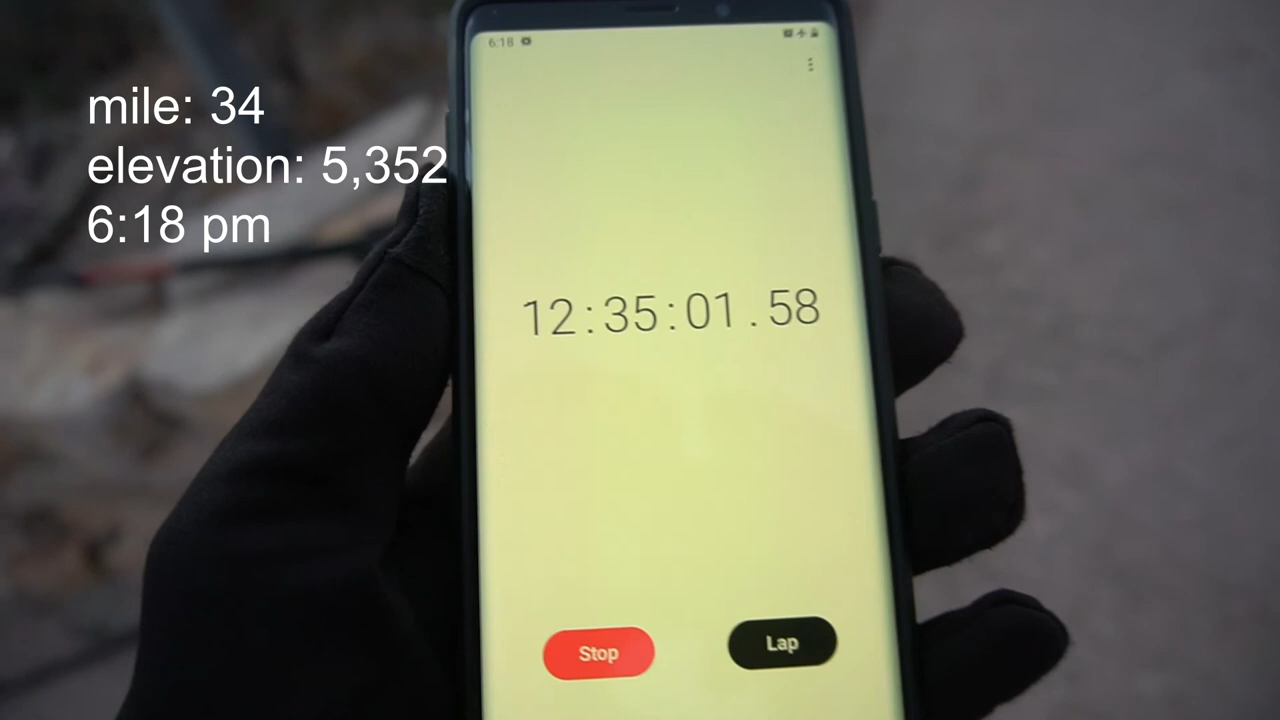 mile: 34
elevation: 5,352
6:18 pm
6:18
12:35:01.58
Stop
Lap